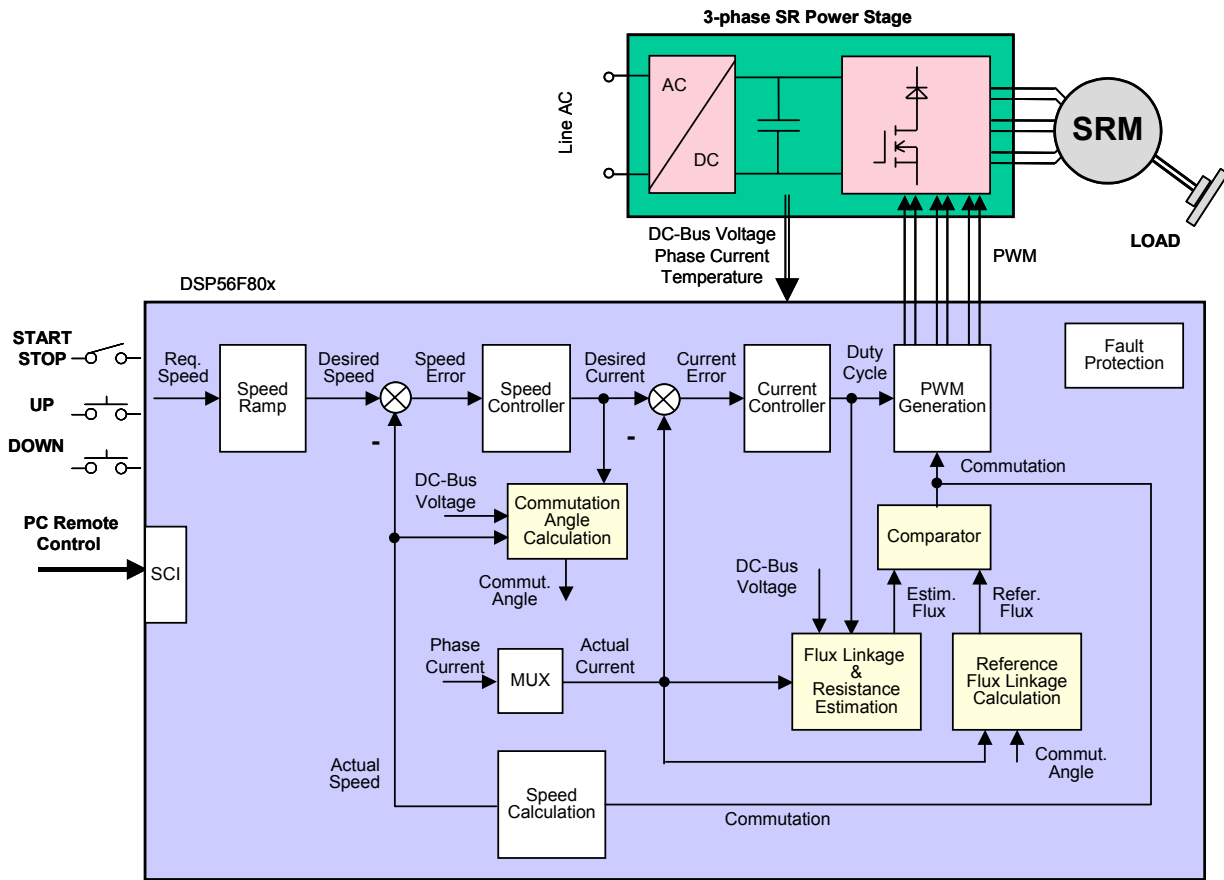 3-phase SR Power Stage
Line AC
AC
DC
SRM
LOAD
DC-Bus Voltage
Phase Current
Temperature
PWM
DSP56F80x
START
STOP
UP
DOWN
PC Remote
Control
SCI
Req.
Speed
Speed
Ramp
Desired
Speed
-
Speed
Error
Speed
Controller
Desired
Current
-
Current
Error
Current
Controller
Duty
Cycle
PWM
Generation
Fault
Protection
Commutation
DC-Bus
Voltage
Commutation
Angle
Calculation
Commut.
Angle
Comparator
DC-Bus
Voltage
Estim.
Flux
Refer.
Flux
Phase
Current
MUX
Actual
Current
Flux Linkage
&
Resistance
Estimation
Reference
Flux Linkage
Calculation
Commut.
Angle
Actual
Speed
Speed
Calculation
Commutation